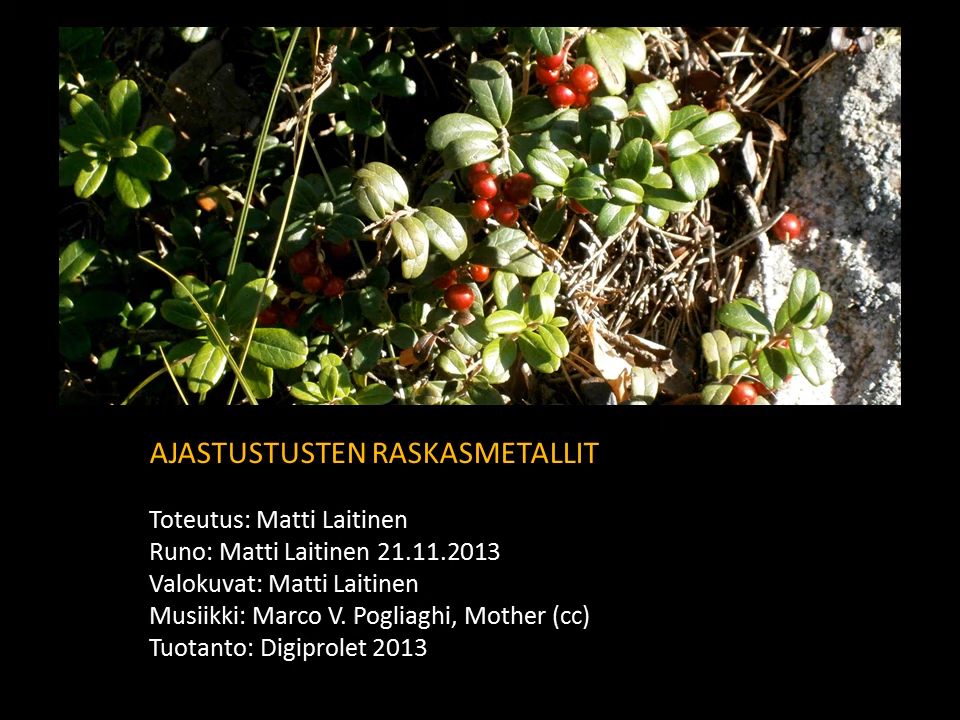 AJASTUSTUSTEN RASKASMETALLIT
Toteutus: Matti Laitinen
Runo: Matti Laitinen 21.11.2013
Valokuvat: Matti Laitinen
Musiikki: Marco V. Pogliaghi, Mother (cc)
Tuotanto: Digiprolet 2013